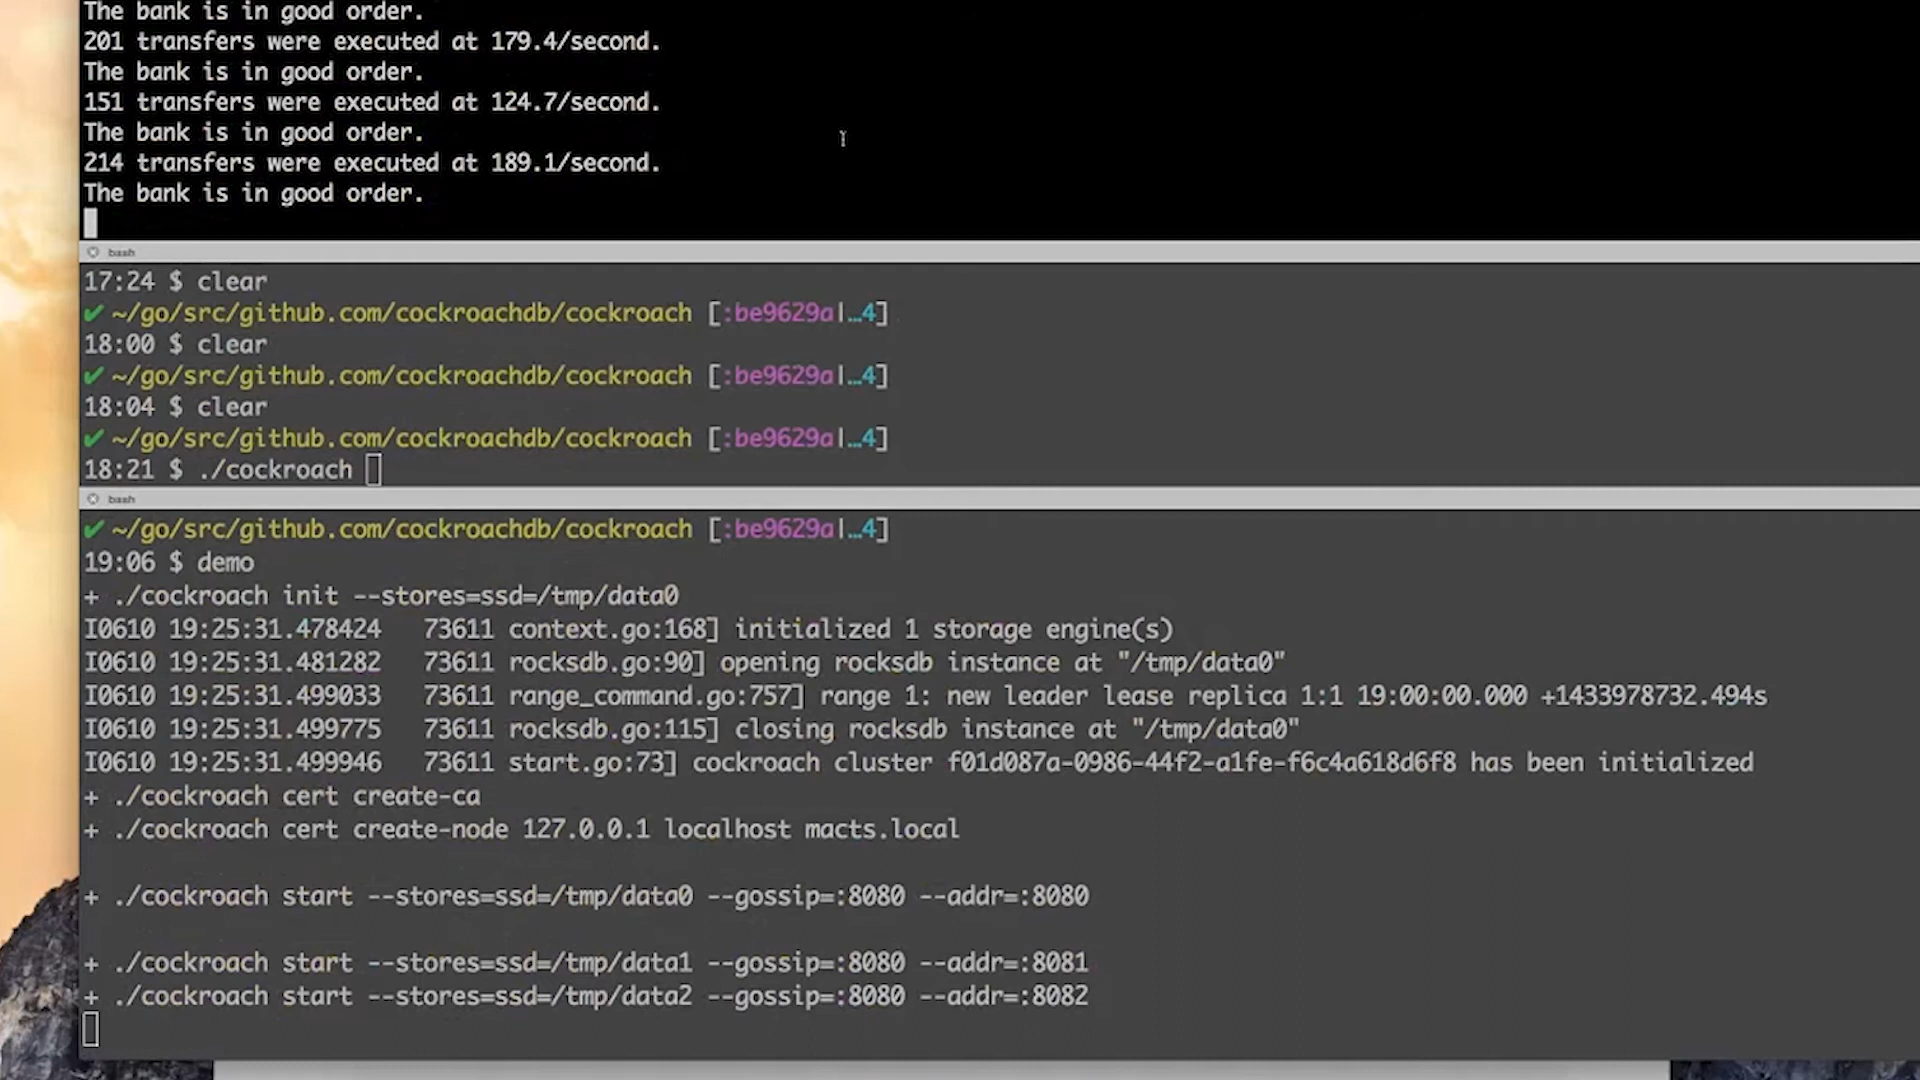 The bank is in good order.
201 transfers were executed at 179.4/second.
The bank is in good order.
151 transfers were executed at 124.7/second.
The bank is in good order.
214 transfers were executed at 189.1/second.
The bank is in good order.
bash
17:24 $ clear
✔ ~/go/src/github.com/cockroachdb/cockroach [:be9629a|…4]
18:00 $ clear
✔ ~/go/src/github.com/cockroachdb/cockroach [:be9629a|…4]
18:04 $ clear
✔ ~/go/src/github.com/cockroachdb/cockroach [:be9629a|…4]
18:21 $ ./cockroach
bash
✔ ~/go/src/github.com/cockroachdb/cockroach [:be9629a|…4]
19:06 $ demo
+ ./cockroach init --stores=ssd=/tmp/data0
I0610 19:25:31.478424   73611 context.go:168] initialized 1 storage engine(s)
I0610 19:25:31.481282   73611 rocksdb.go:90] opening rocksdb instance at "/tmp/data0"
I0610 19:25:31.499033   73611 range_command.go:757] range 1: new leader lease replica 1:1 19:00:00.000 +1433978732.494s
I0610 19:25:31.499775   73611 rocksdb.go:115] closing rocksdb instance at "/tmp/data0"
I0610 19:25:31.499946   73611 start.go:73] cockroach cluster f01d087a-0986-44f2-a1fe-f6c4a618d6f8 has been initialized
+ ./cockroach cert create-ca
+ ./cockroach cert create-node 127.0.0.1 localhost macts.local
+ ./cockroach start --stores=ssd=/tmp/data0 --gossip=:8080 --addr=:8080
+ ./cockroach start --stores=ssd=/tmp/data1 --gossip=:8080 --addr=:8081
+ ./cockroach start --stores=ssd=/tmp/data2 --gossip=:8080 --addr=:8082